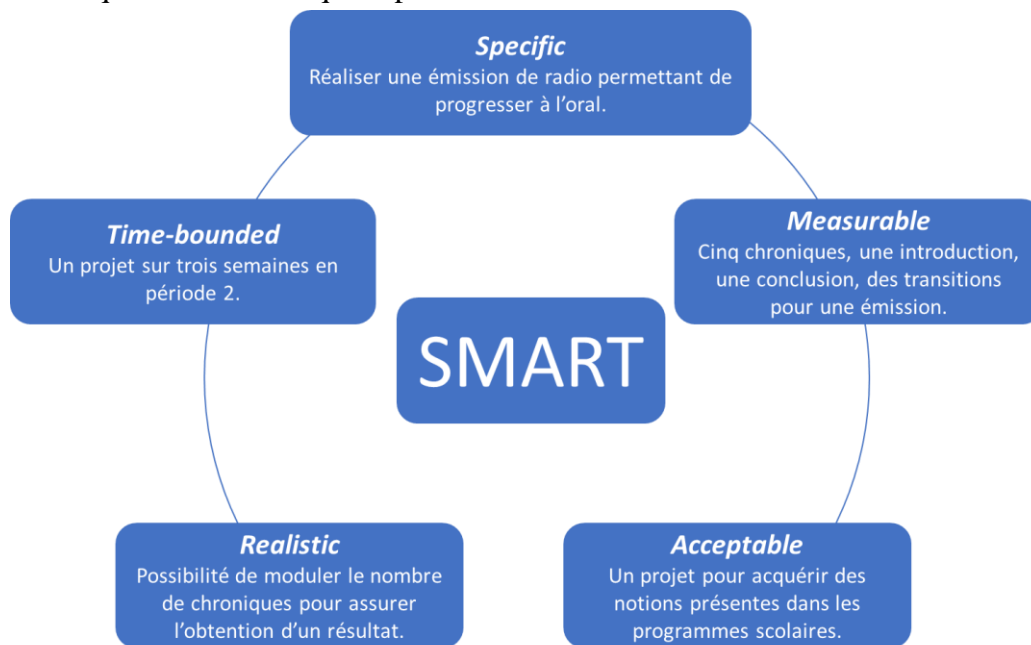 Specific
Réaliser une émission de radio permettant de
progresser à l'oral.
Time-bounded
Un projet sur trois semaines en
période 2.
Measurable
Cinq chroniques, une introduction,
une conclusion, des transitions
pour une émission.
SMART
Realistic
Possibilité de moduler le nombre
de chroniques pour assurer
l'obtention d'un résultat.
Acceptable
Un projet pour acquérir des
notions présentes dans les
programmes scolaires.